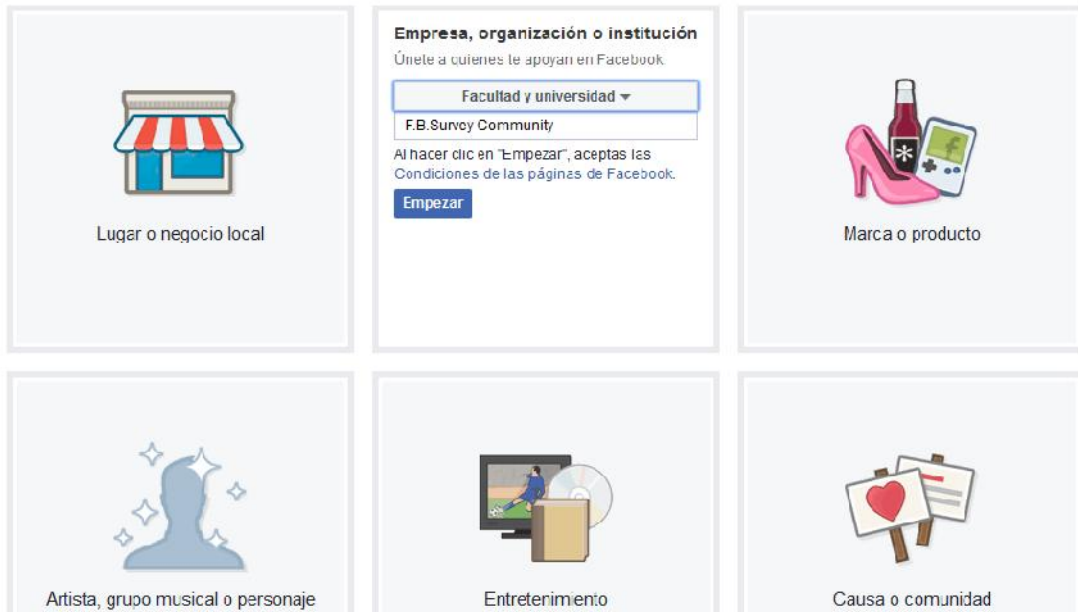 Lugar o negocio local
Empresa, organización o institución
Únete a quienes te apoyan en Facebook
Facultad y universidad
F.B.Survey Community
Al hacer clic en "Empezar", aceptas las
Condiciones de las páginas de Facebook.
Empezar
Marca o producto
Artista, grupo musical o personaje
Entretenimiento
Causa o comunidad